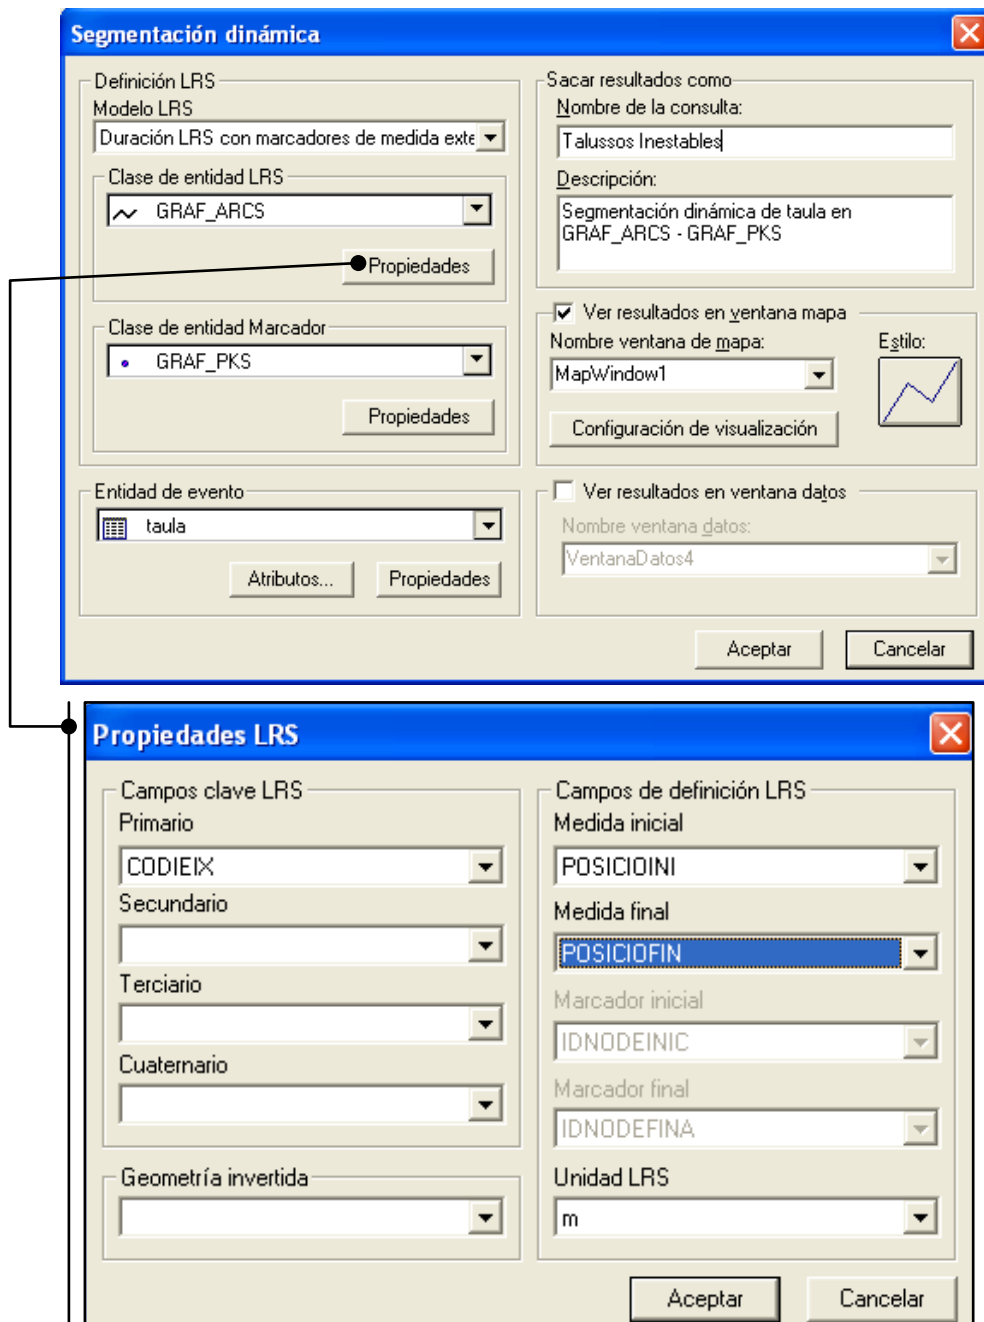 Segmentación dinámica
Definición LRS
Modelo LRS
Duración LRS con marcadores de medida exte
Clase de entidad LRS
GRAF_ARCS
Propiedades
Clase de entidad Marcador
GRAF_PKS
Propiedades
Entidad de evento
taula
Atributos...
Propiedades
Sacar resultados como
Nombre de la consulta:
Talussos Inestables
Descripción:
Segmentación dinámica de taula en
GRAF_ARCS - GRAF_PKS
Ver resultados en ventana mapa
Nombre ventana de mapa:
Estilo:
MapWindow1
Configuración de visualización
Ver resultados en ventana datos
Nombre ventana datos:
VentanaDatos4
Aceptar
Cancelar
Propiedades LRS
Campos clave LRS
Primario
CODIEIX
Secundario
Terciario
Cuaternario
Geometría invertida
Campos de definición LRS
Medida inicial
POSICIOINI
Medida final
POSICIOFIN
Marcador inicial
IDNODEINIC
Marcador final
IDNODEFINA
Unidad LRS
m
Aceptar
Cancelar